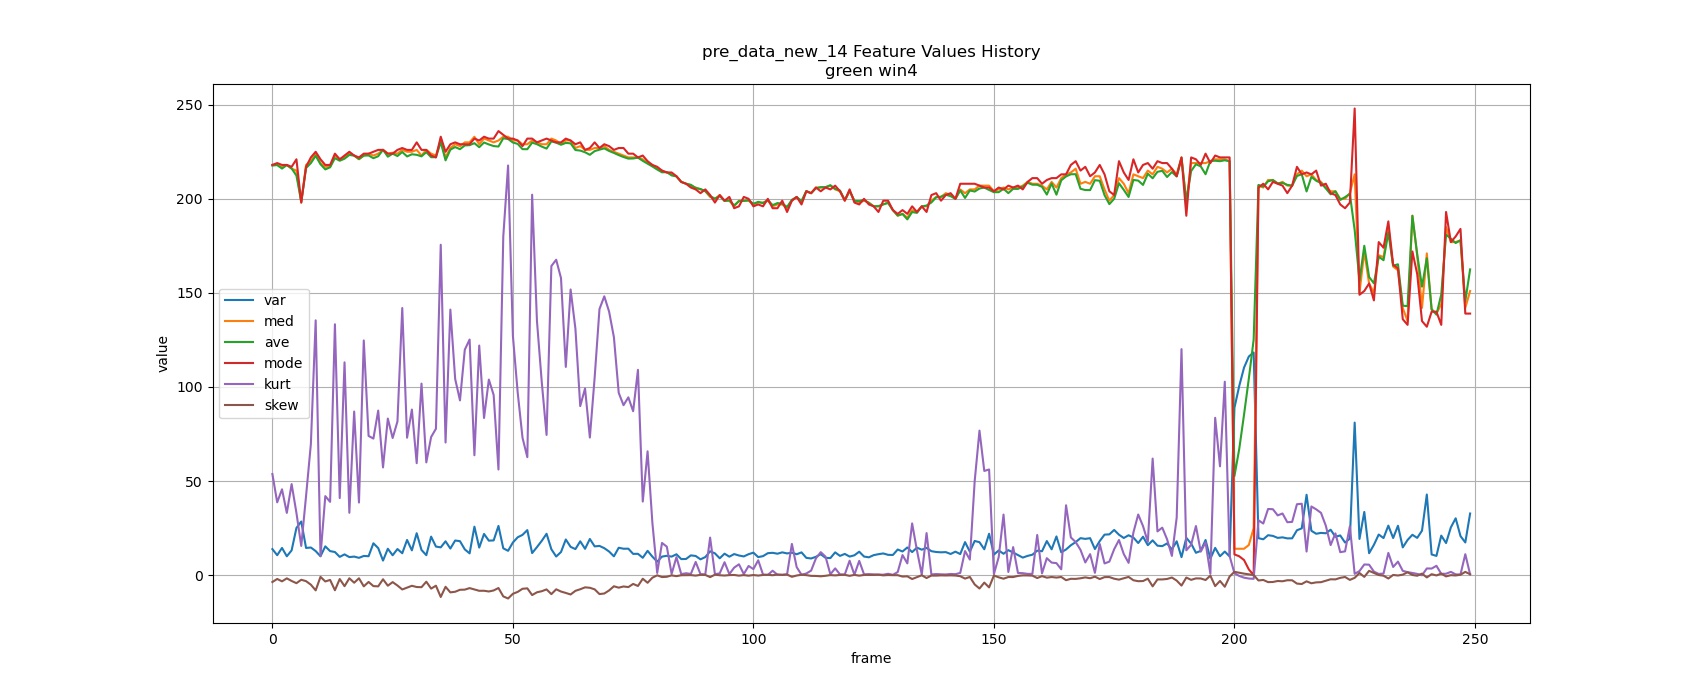 pre_data_new_14 Feature Values History
green win4
250
200
150
100
50
0
value
var
med
ave
mode
kurt
skew
0
50
100
150
200
250
frame